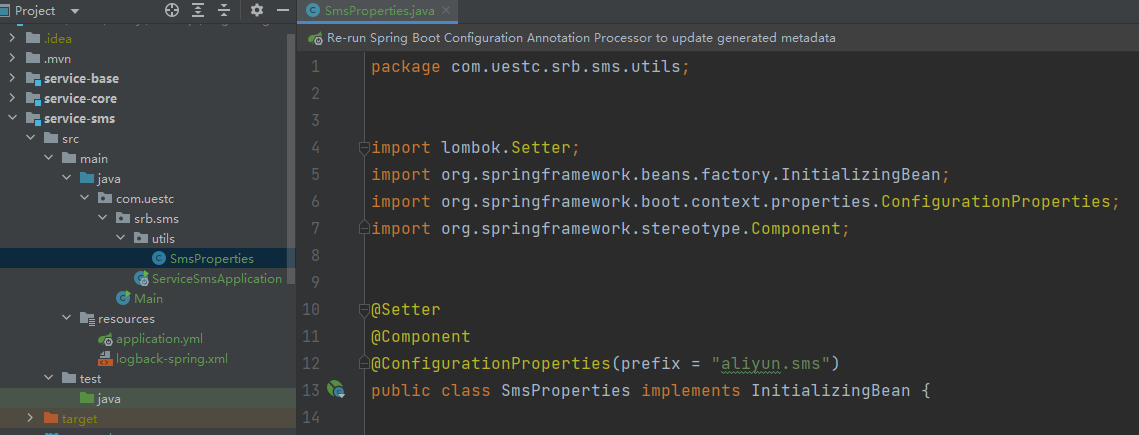 Project
SmsProperties.java
.idea
.mvn
service-base
service-core
service-sms
src
main
java
com.uestc
srb.sms
utils
SmsProperties
ServiceSmsApplication
Main
resources
application.yml
logback-spring.xml
test
java
target
Re-run Spring Boot Configuration Annotation Processor to update generated metadata
1 package com.uestc.srb.sms.utils;
2
3
4 import lombok.Setter;
5 import org.springframework.beans.factory.InitializingBean;
6 import org.springframework.boot.context.properties.ConfigurationProperties;
7 import org.springframework.stereotype.Component;
8
9
10 @Setter
11 @Component
12 @ConfigurationProperties(prefix = "aliyun.sms")
13 public class SmsProperties implements InitializingBean {
14